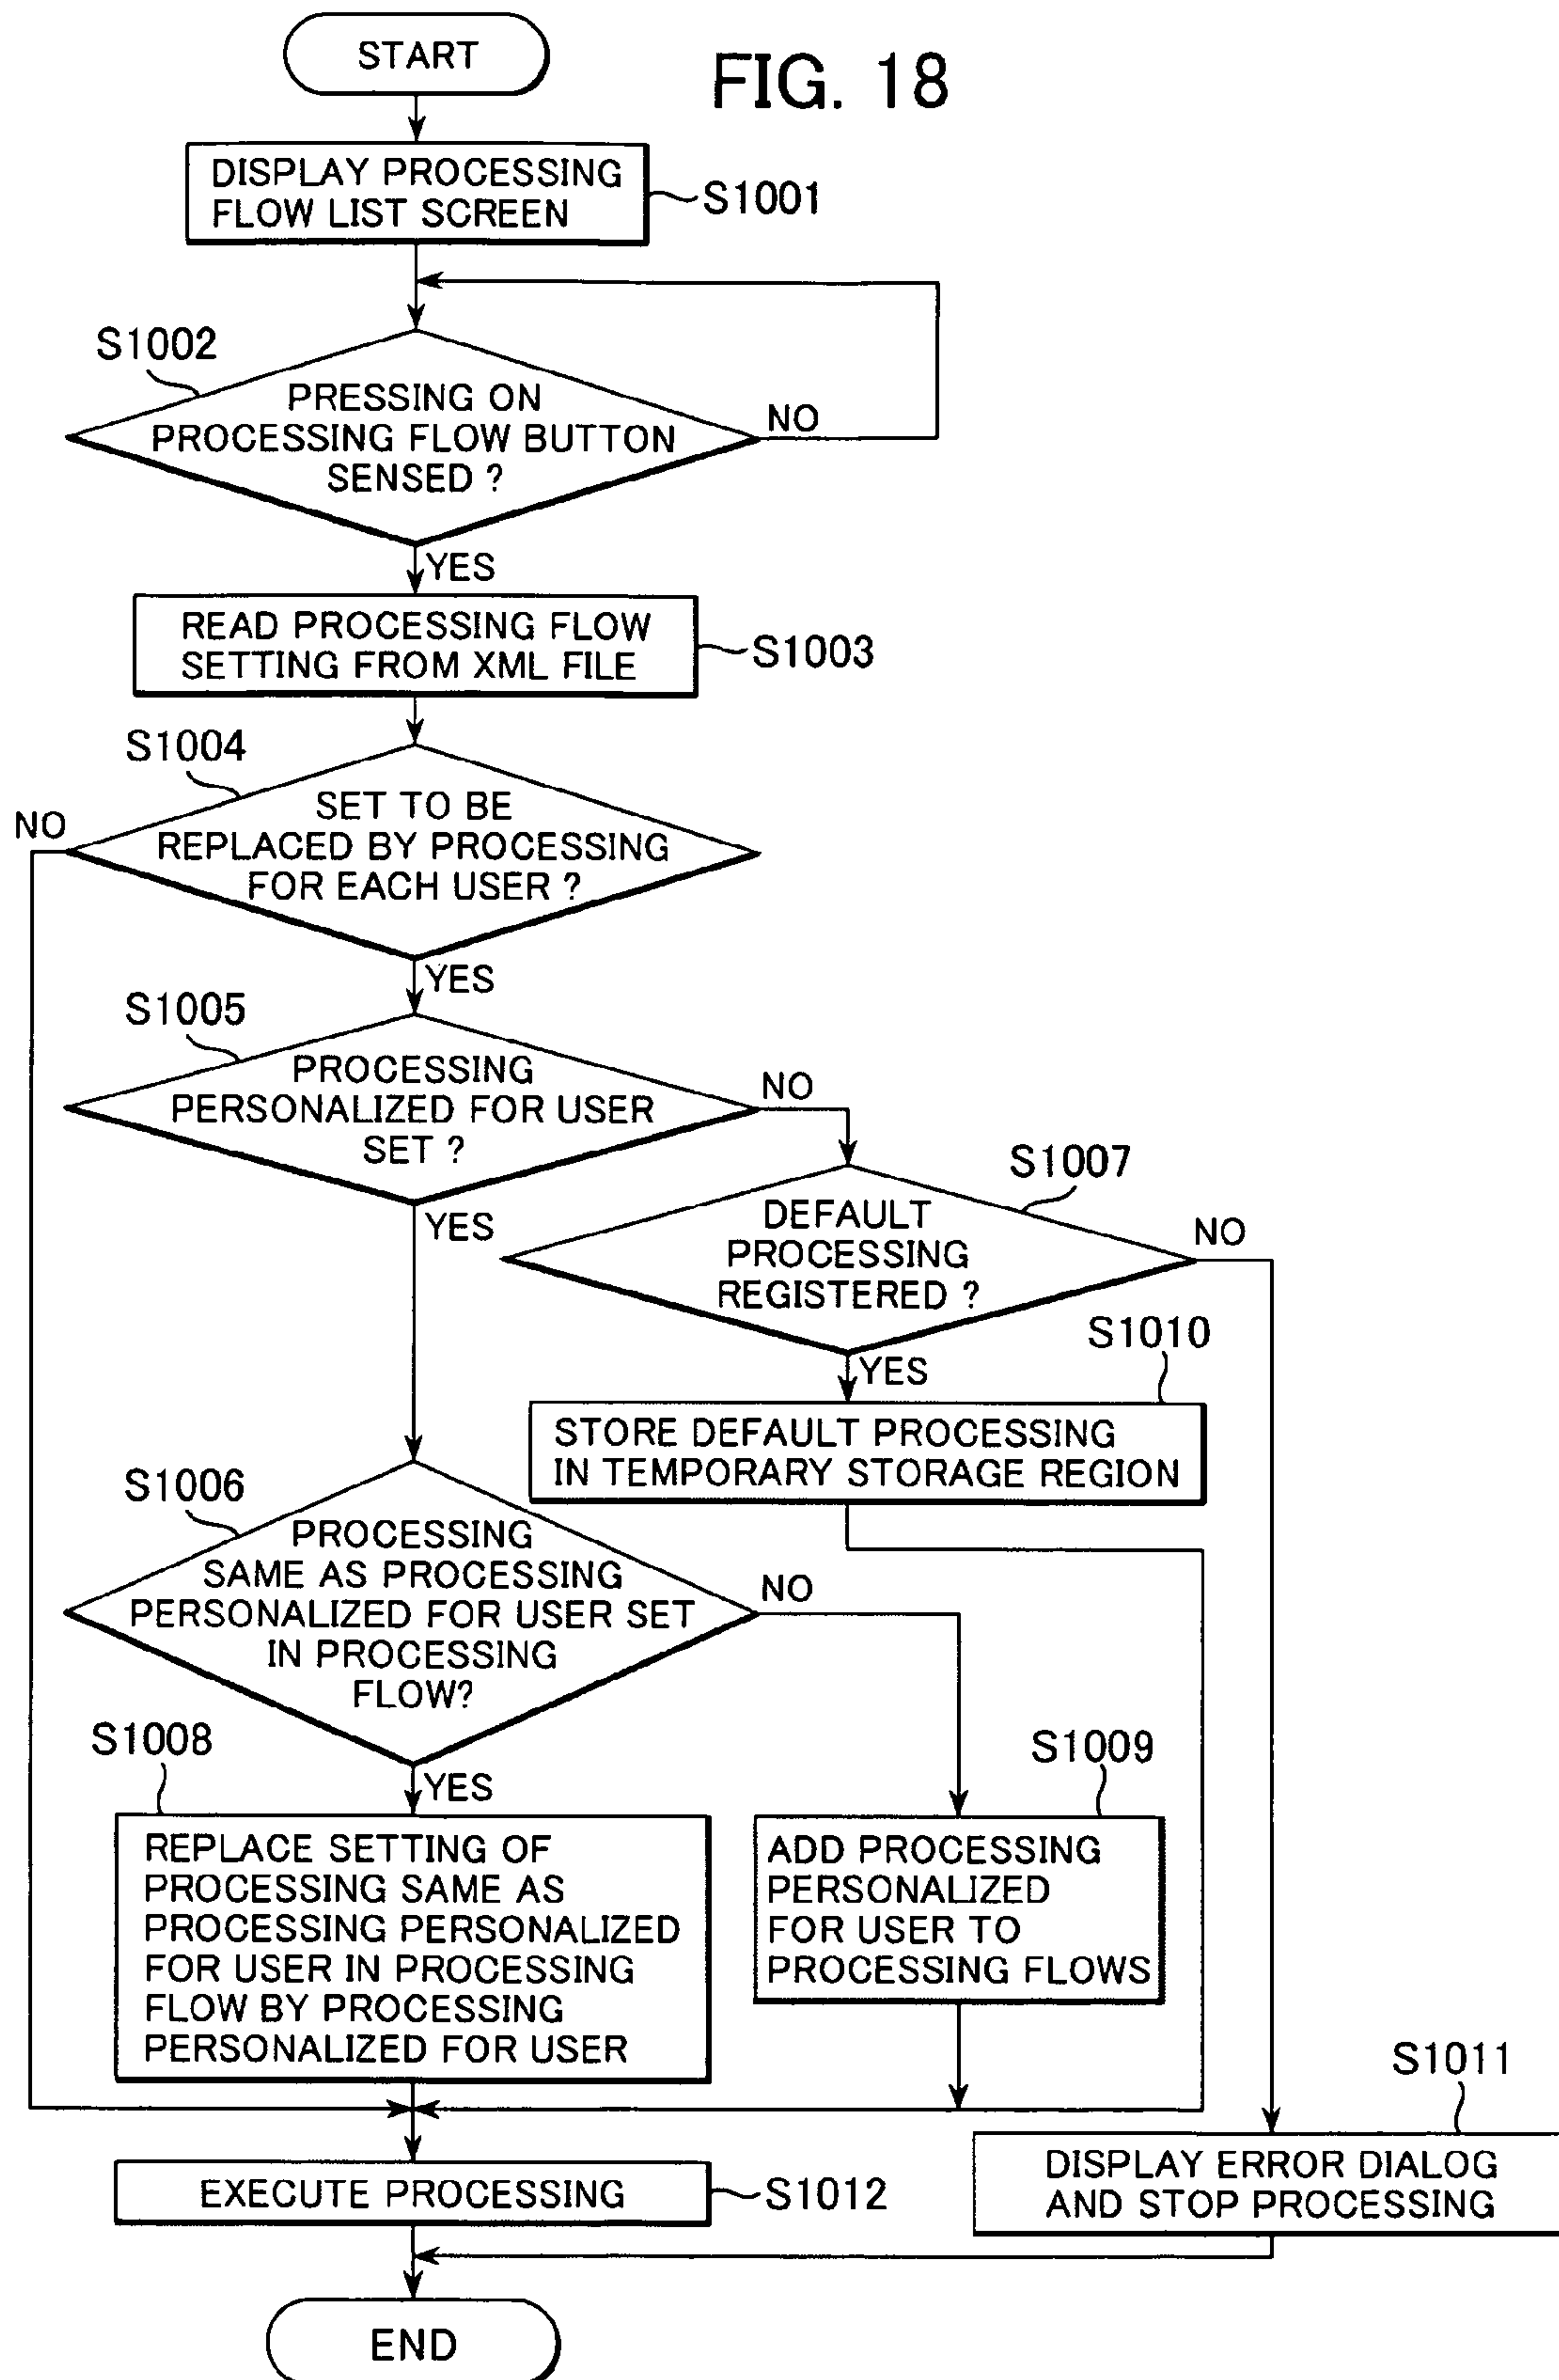 START
FIG. 18
DISPLAY PROCESSING
FLOW LIST SCREEN
S1001
S1002
PRESSING ON
PROCESSING FLOW BUTTON
SENSED ?
NO
YES
READ PROCESSING FLOW
SETTING FROM XML FILE
S1003
S1004
NO
SET TO BE
REPLACED BY PROCESSING
FOR EACH USER ?
YES
S1005
PROCESSING
PERSONALIZED FOR USER
SET ?
NO
YES
S1007
DEFAULT
PROCESSING
REGISTERED ?
NO
YES
S1010
STORE DEFAULT PROCESSING
IN TEMPORARY STORAGE REGION
S1006
PROCESSING
SAME AS PROCESSING
PERSONALIZED FOR USER SET
IN PROCESSING
FLOW?
NO
YES
S1008
REPLACE SETTING OF
PROCESSING SAME AS
PROCESSING PERSONALIZED
FOR USER IN PROCESSING
FLOW BY PROCESSING
PERSONALIZED FOR USER
S1009
ADD PROCESSING
PERSONALIZED
FOR USER TO
PROCESSING FLOWS
S1011
DISPLAY ERROR DIALOG
AND STOP PROCESSING
EXECUTE PROCESSING
S1012
END